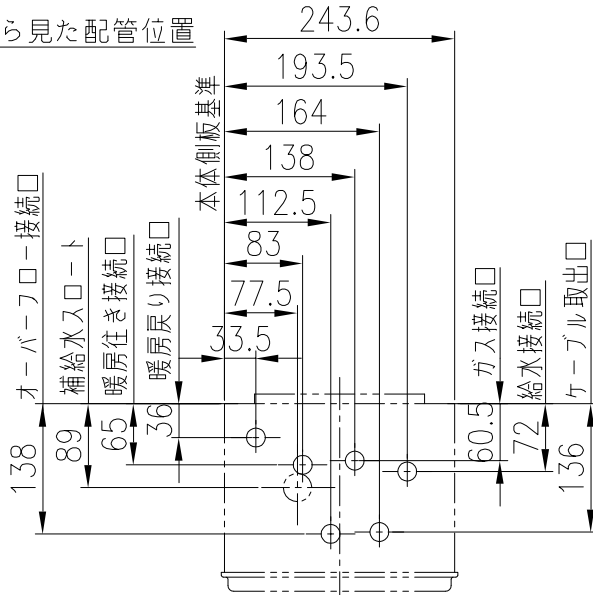 ら見た配管位置
243.6
193.5
164
138
112.5
83
77.5
33.5
本体側板基準
オーバーフロー接続口
補給水スロート
暖房往き接続口
暖房戻り接続口
ガス接続口
給水接続口
ケーブル取出口
138
89
65
36
60.5
72
136